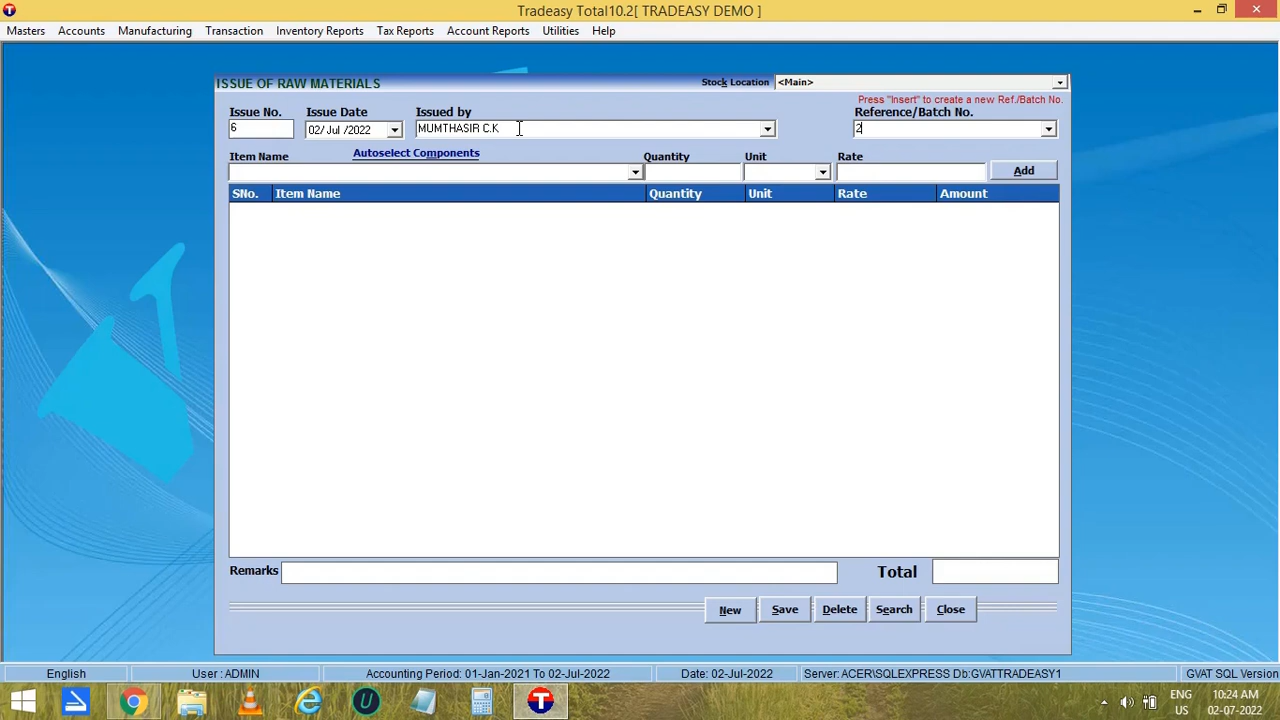 Tradeasy Total10.2[ TRADEASY DEMO ]
Masters Accounts Manufacturing Transaction Inventory Reports Tax Reports Account Reports Utilities Help
ISSUE OF RAW MATERIALS Stock Location <Main>
Press "Insert" to create a new Ref./Batch No.
Issue No. Issue Date Issued by Reference/Batch No.
6 02/ Jul /2022 MUMTHASIR C.K 2
Item Name Autoselect Components Quantity Unit Rate
Add
SNo. Item Name Quantity Unit Rate Amount
Remarks Total
New Save Delete Search Close
English User : ADMIN Accounting Period: 01-Jan-2021 To 02-Jul-2022 Date: 02-Jul-2022 Server: ACER\SQLEXPRESS Db:GVATTRADEASY1 GVAT SQL Version
ENG 10:24 AM
US 02-07-2022